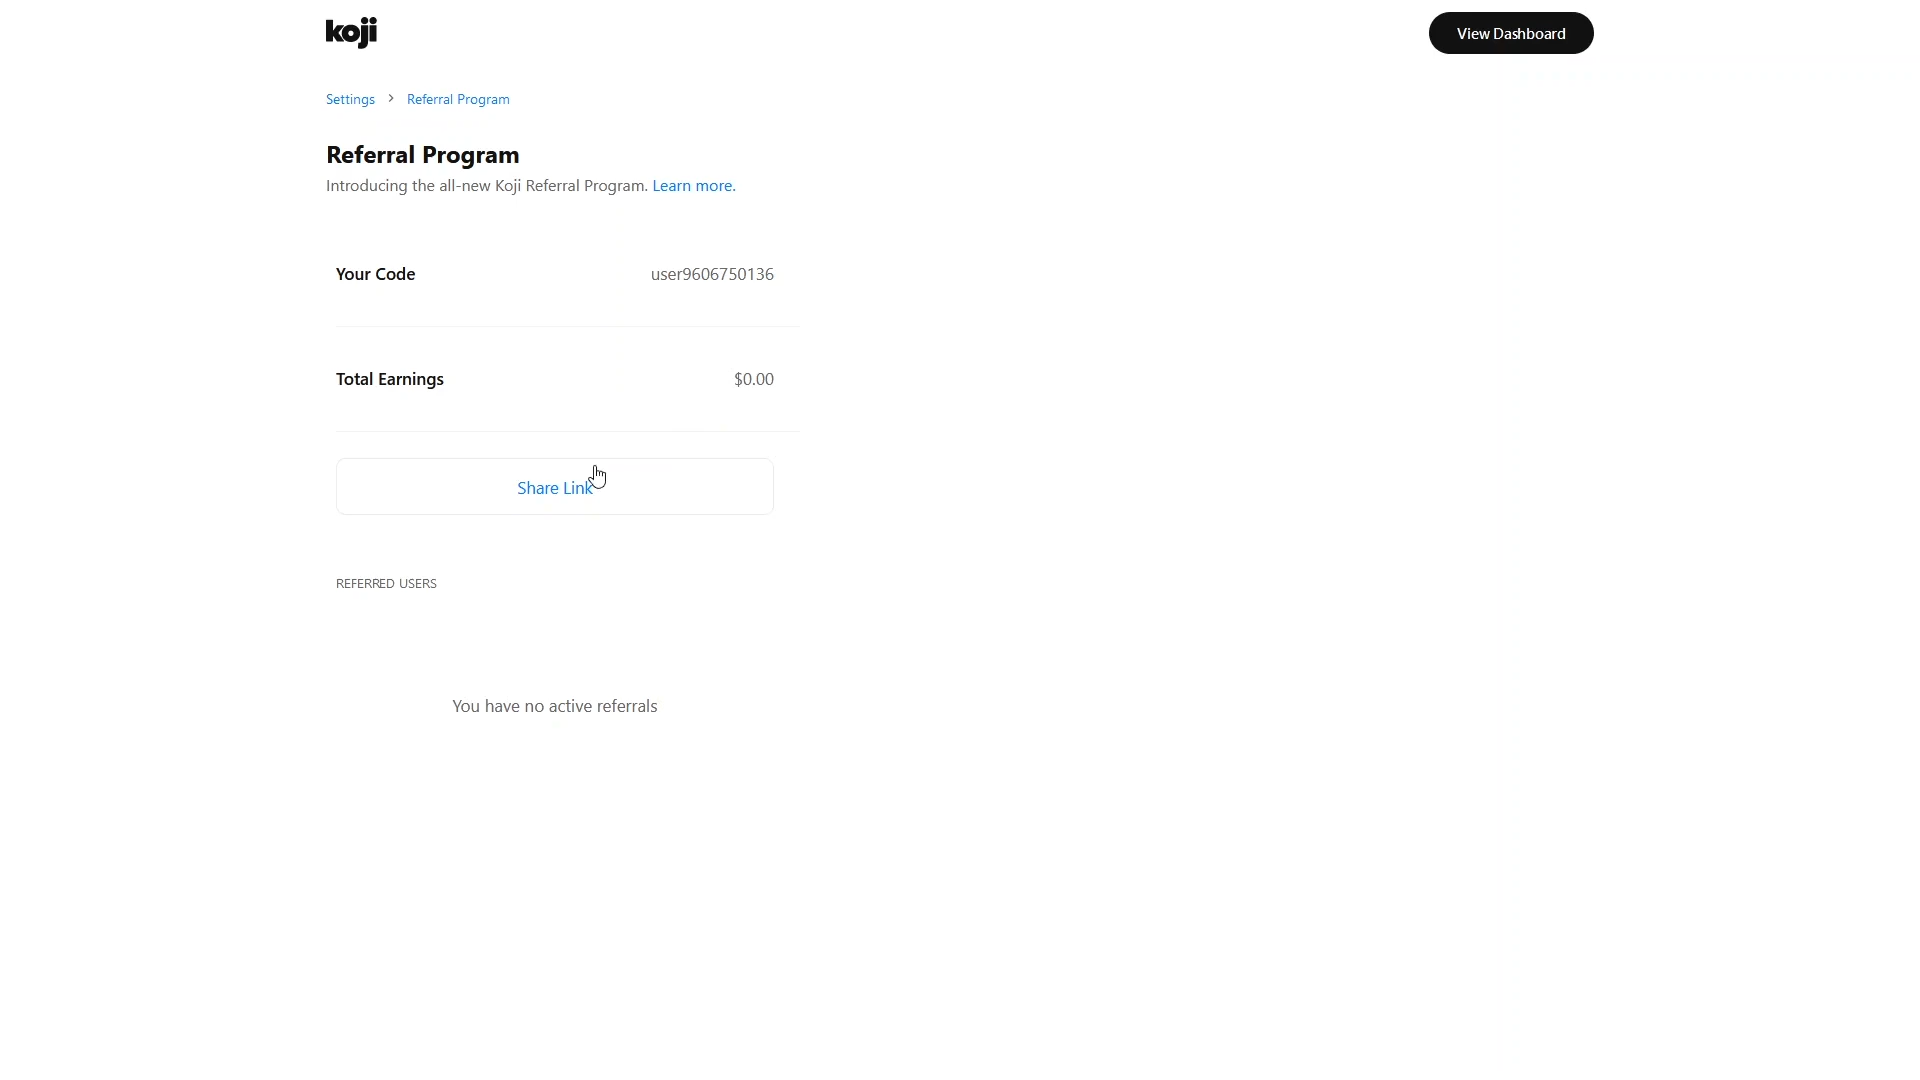 koji
View Dashboard
Settings > Referral Program
Referral Program
Introducing the all-new Koji Referral Program. Learn more.
Your Code user9606750136
Total Earnings $0.00
Share Link
REFERRED USERS
You have no active referrals